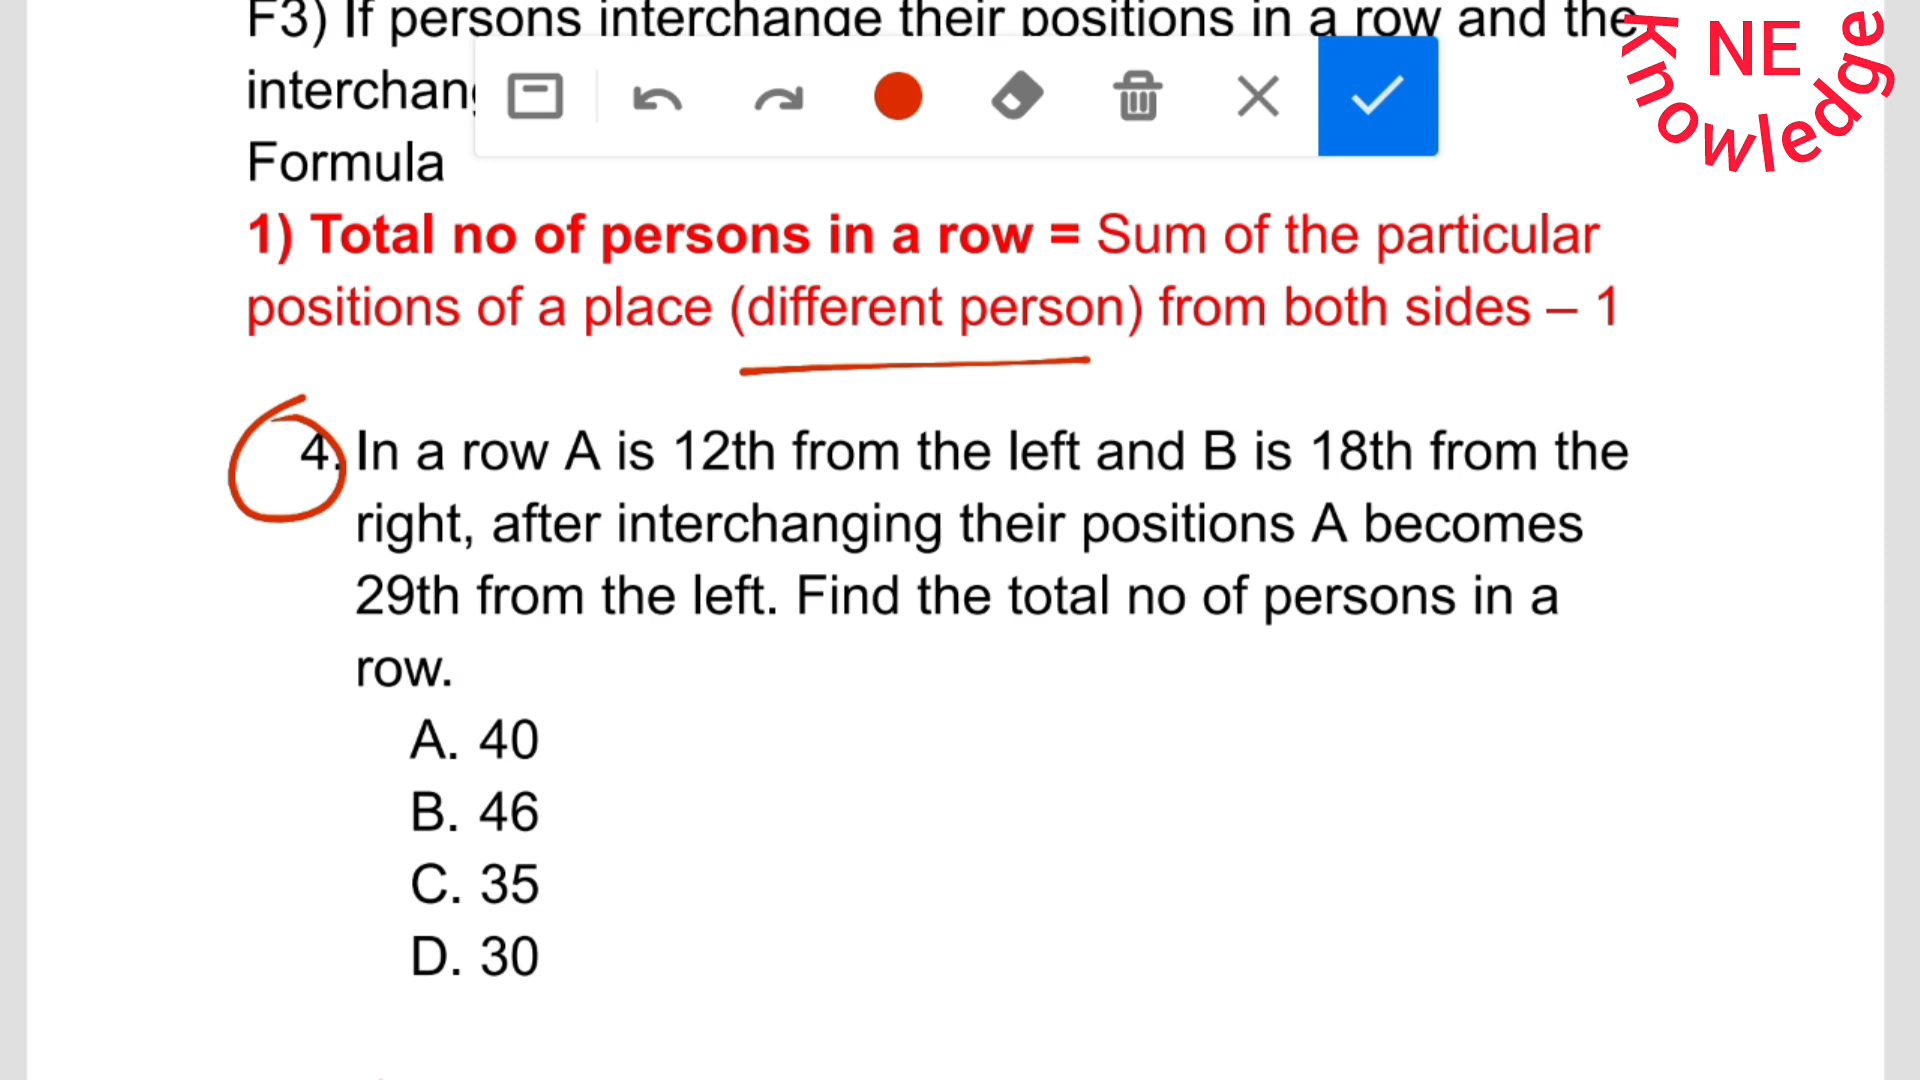 F3) If persons interchange their positions in a row and the
interchan
Formula
1) Total no of persons in a row = Sum of the particular
positions of a place (different person) from both sides – 1
4. In a row A is 12th from the left and B is 18th from the
right, after interchanging their positions A becomes
29th from the left. Find the total no of persons in a
row.
A. 40
B. 46
C. 35
D. 30
NE
Knowledge